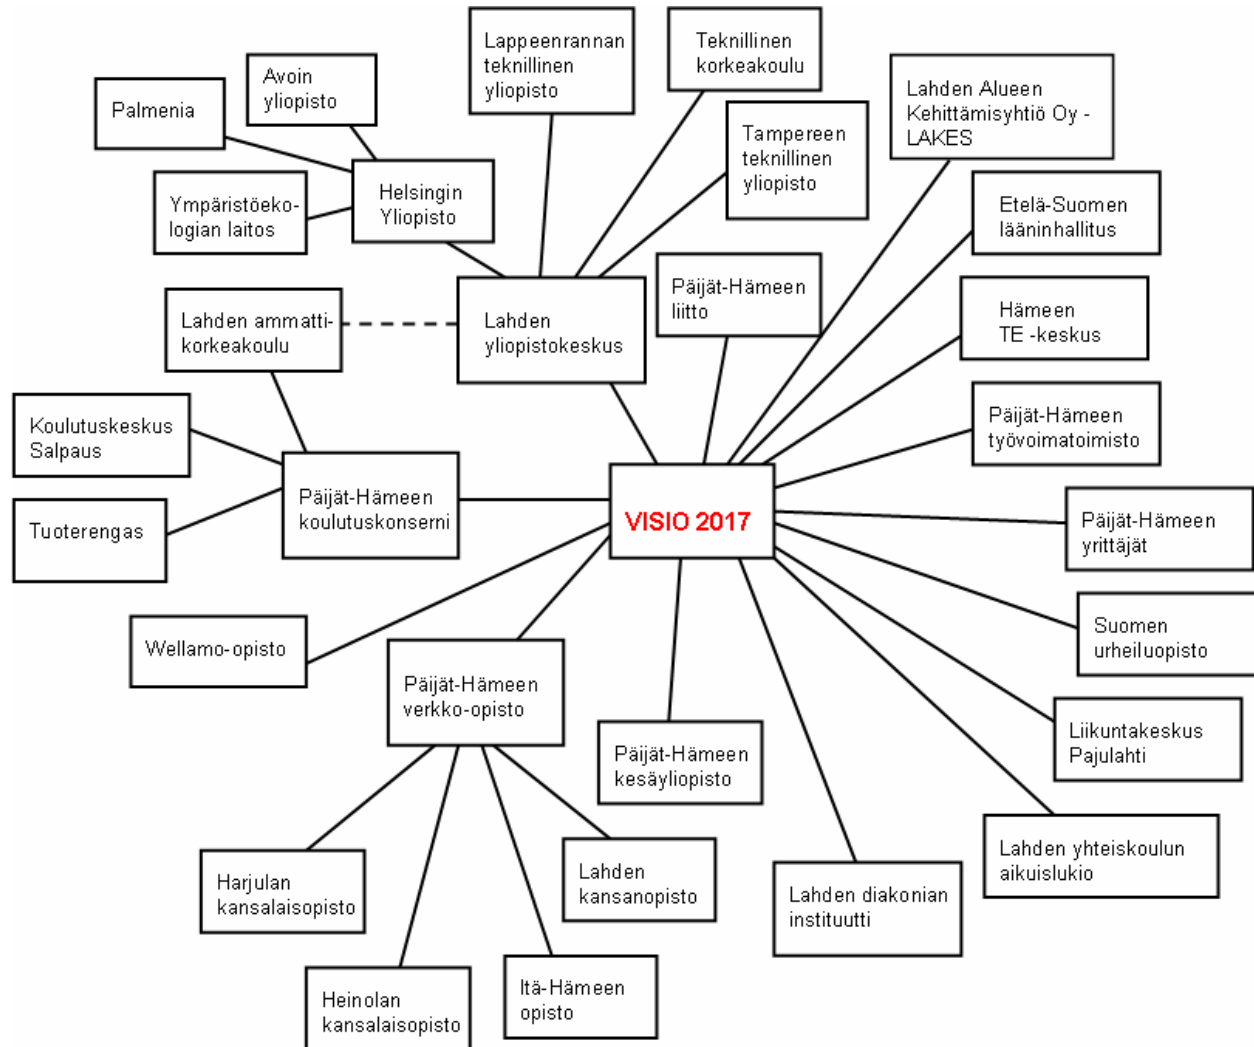 Lappeenrannan
teknillinen
yliopisto
Teknillinen
korkeakoulu
Avoin
yliopisto
Lahden Alueen
Kehittämisyhtiö Oy -
LAKES
Palmenia
Tampereen
teknillinen
yliopisto
Helsingin
Yliopisto
Ympäristöeko-
logian laitos
Etelä-Suomen
lääninhallitus
Päijät-Hämeen
liitto
Lahden ammatti-
korkeakoulu
Lahden
yliopistokeskus
Hämeen
TE -keskus
Koulutuskeskus
Salpaus
Päijät-Hämeen
työvoimatoimisto
Päijät-Hämeen
koulutuskonserni
VISIO 2017
Tuoterengas
Päijät-Hämeen
yrittäjät
Wellamo-opisto
Suomen
urheiluopisto
Päijät-Hämeen
verkko-opisto
Päijät-Hämeen
kesäyliopisto
Liikuntakeskus
Pajulahti
Harjulan
kansalaisopisto
Lahden
kansanopisto
Lahden diakonian
instituutti
Lahden yhteiskoulun
aikuislukio
Heinolan
kansalaisopisto
Itä-Hämeen
opisto